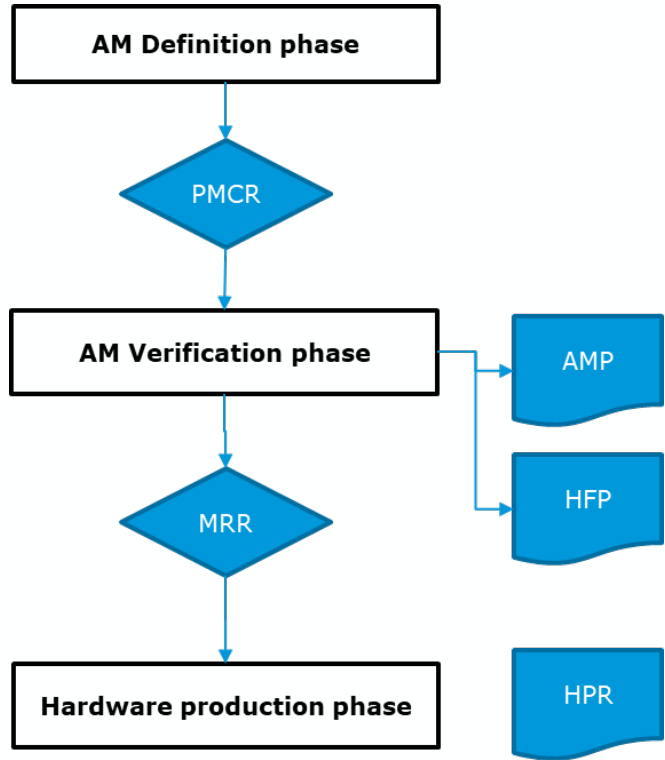 AM Definition phase
PMCR
AM Verification phase
AMP
HFP
MRR
Hardware production phase
HPR